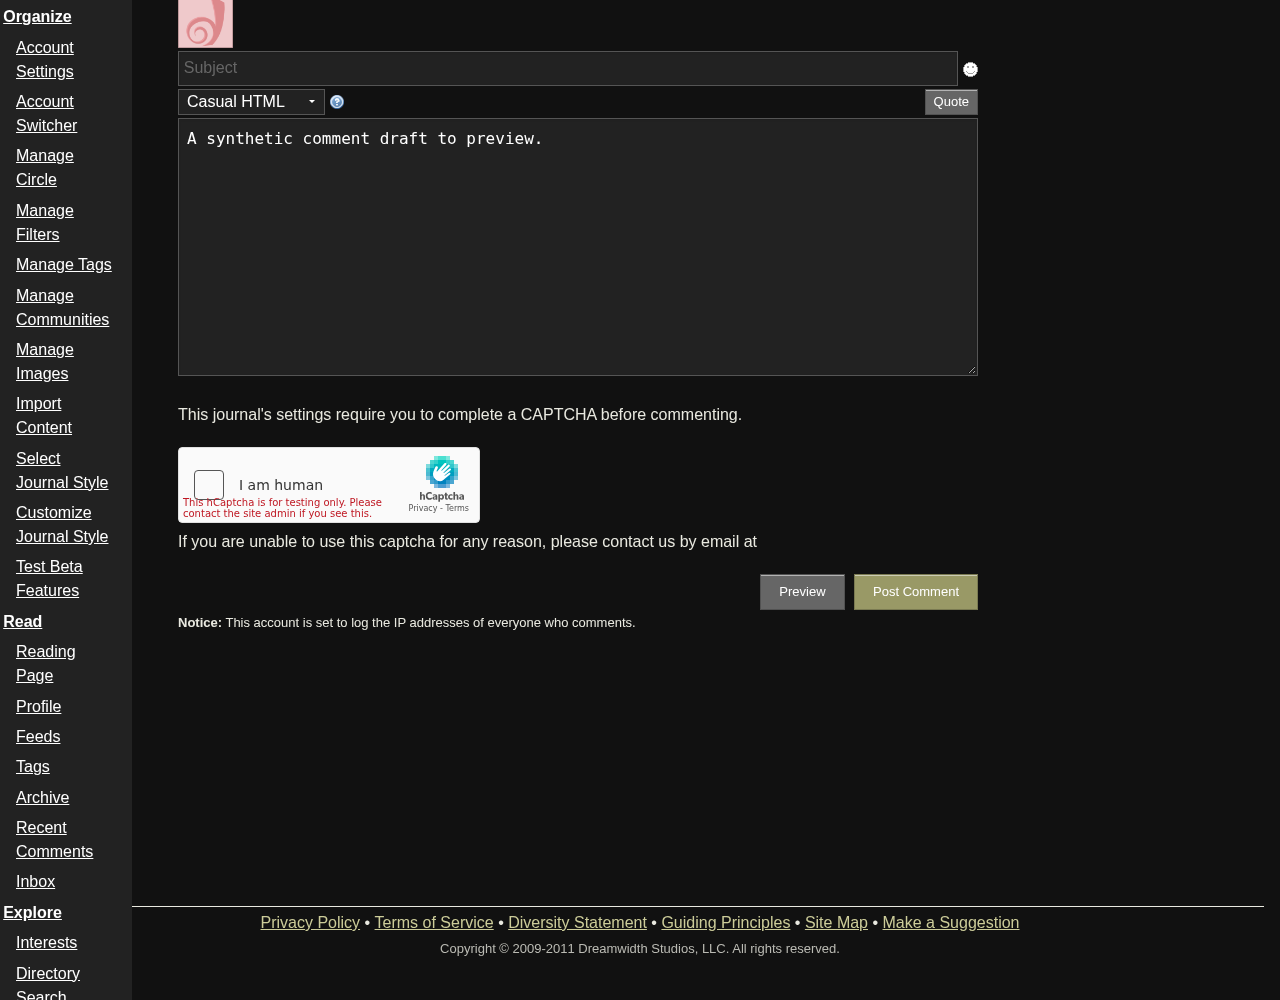 Organize
Account
Settings
Account
Switcher
Manage
Circle
Manage
Filters
Manage Tags
Manage
Communities
Manage
Images
Import
Content
Select
Journal Style
Customize
Journal Style
Test Beta
Features
Read
Reading
Page
Profile
Feeds
Tags
Archive
Recent
Comments
Inbox
Explore
Interests
Directory
Search
Subject
Casual HTML
Quote
A synthetic comment draft to preview.
This journal's settings require you to complete a CAPTCHA before commenting.
I am human
This hCaptcha is for testing only. Please
contact the site admin if you see this.
hCaptcha
Privacy - Terms
If you are unable to use this captcha for any reason, please contact us by email at
Preview
Post Comment
Notice: This account is set to log the IP addresses of everyone who comments.
Privacy Policy • Terms of Service • Diversity Statement • Guiding Principles • Site Map • Make a Suggestion
Copyright © 2009-2011 Dreamwidth Studios, LLC. All rights reserved.